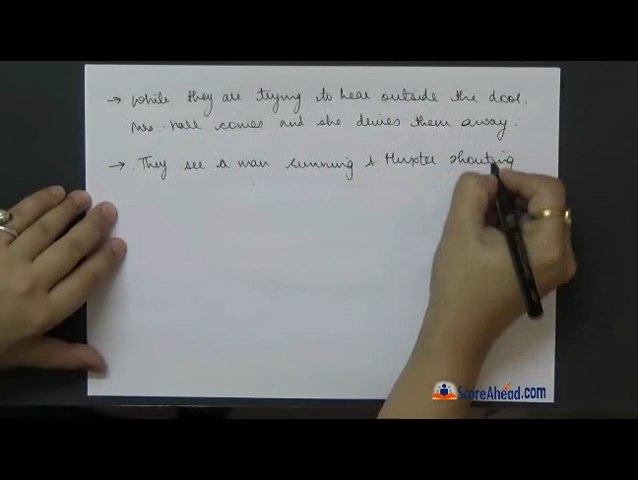 → While they are trying to hear outside the door.
Mrs. Hall comes and she drives them away.
→ . They see a man running & Huxter shouting
ScoreAhead.com